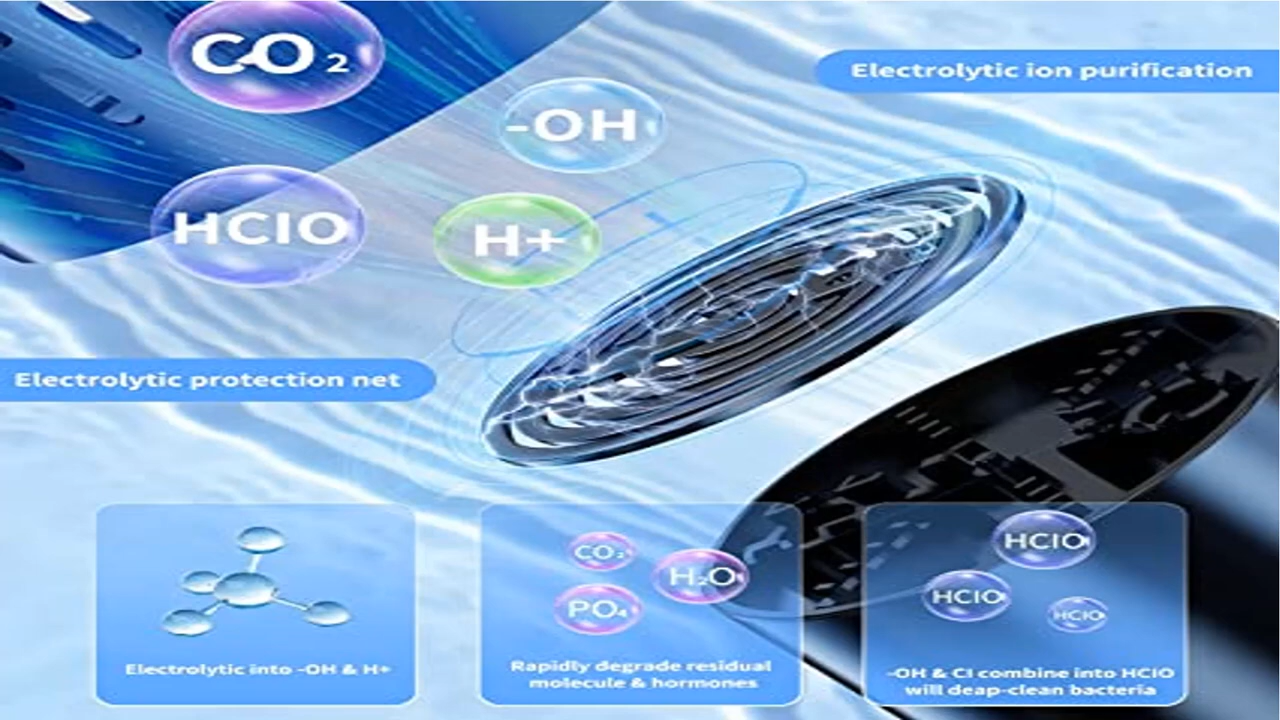 CO₂
Electrolytic ion purification
-OH
HClO
H+
Electrolytic protection net
Electrolytic into -OH & H+
CO₂
H₂O
PO₄
Rapidly degrade residual
molecule & hormones
HClO
HClO
HClO
-OH & Cl combine into HClO
will deap-clean bacteria